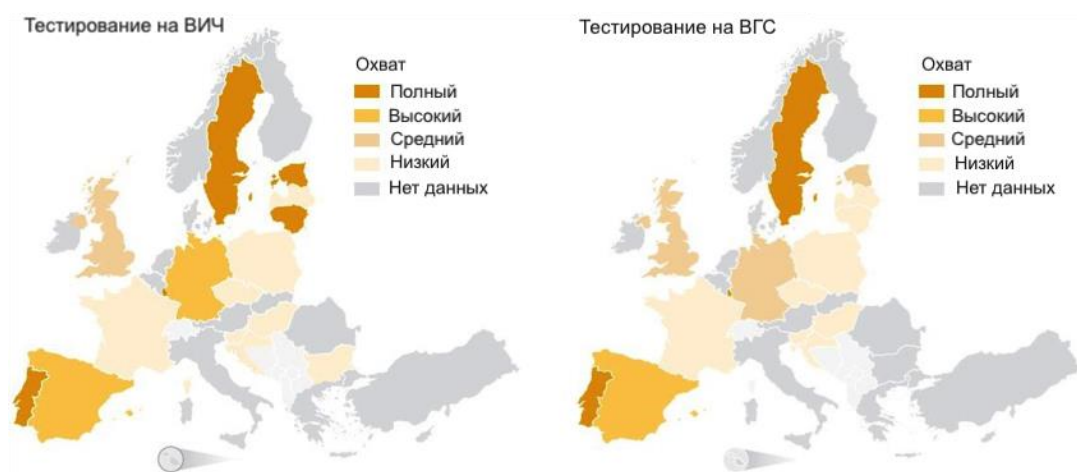 Тестирование на ВИЧ
Охват
Полный
Высокий
Средний
Низкий
Нет данных
Тестирование на ВГС
Охват
Полный
Высокий
Средний
Низкий
Нет данных